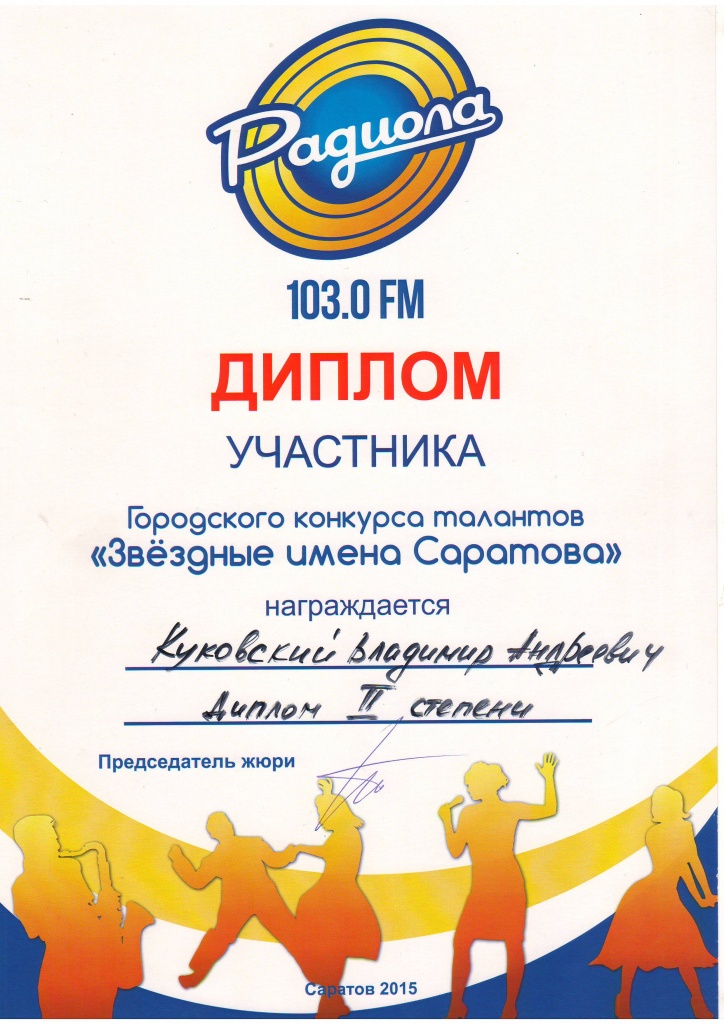 Радиола
103.0 FM
ДИПЛОМ
УЧАСТНИКА
Городского конкурса талантов
«Звёздные имена Саратова»
награждается
Куковский Владимир Андреевич
Диплом II степени
Председатель жюри
Саратов 2015